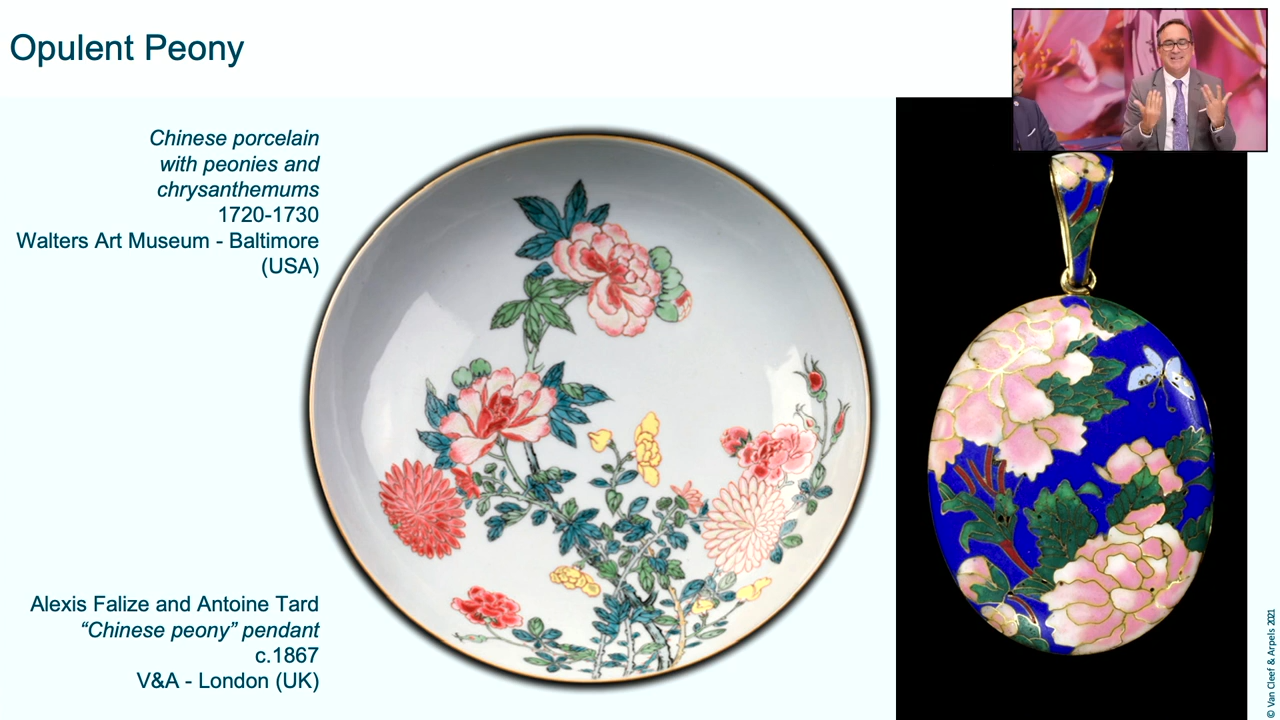 Opulent Peony
Chinese porcelain
with peonies and
chrysanthemums
1720-1730
Walters Art Museum - Baltimore
(USA)
Alexis Falize and Antoine Tard
“Chinese peony” pendant
c.1867
V&A - London (UK)
© Van Cleef & Arpels 2021